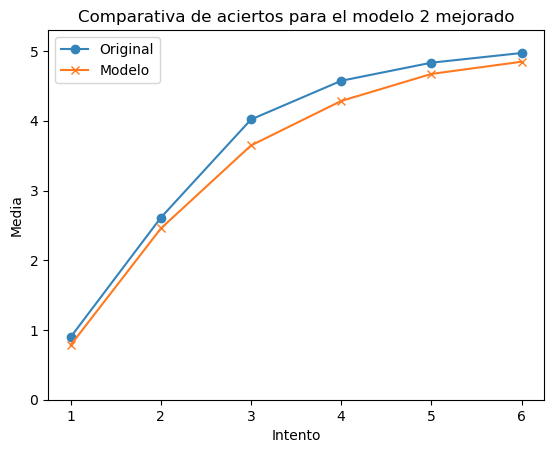 Comparativa de aciertos para el modelo 2 mejorado
Original
Modelo
5
4
3
2
1
0
Media
1 2 3 4 5 6
Intento